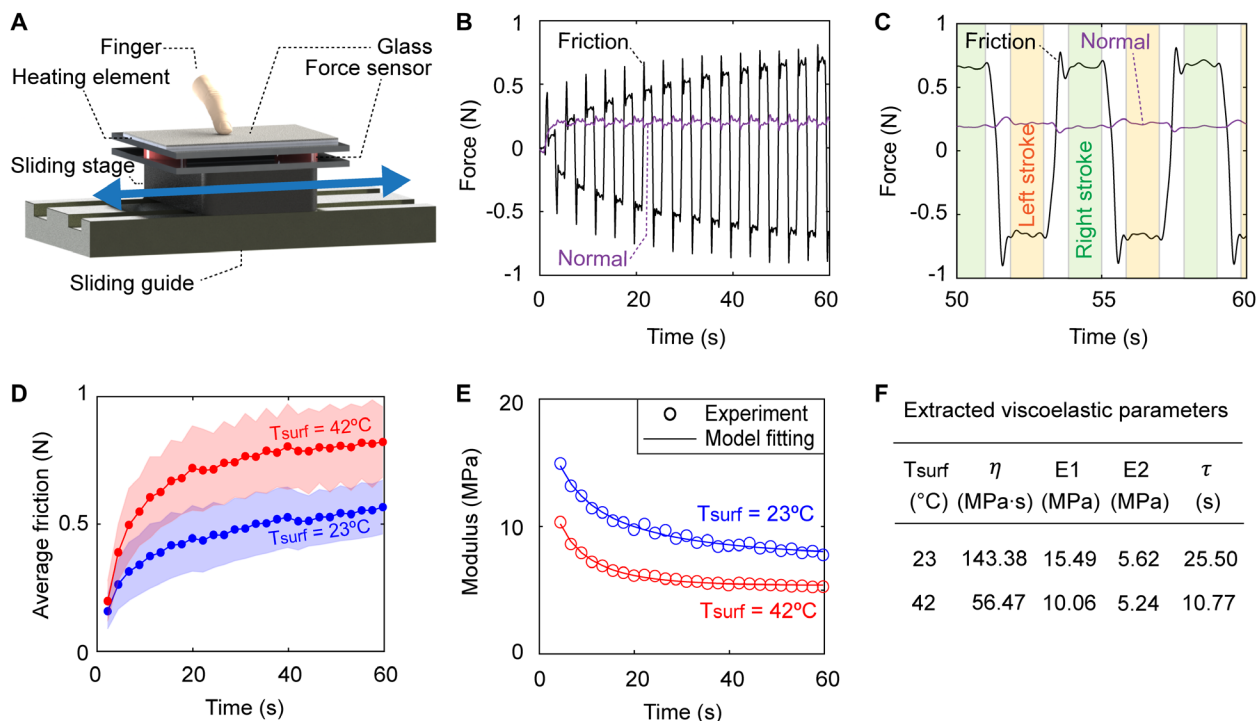 A
Finger
Glass
Heating element
Force sensor
Sliding stage
Sliding guide
B
Force (N)
1
0.5
0
-0.5
-1
Friction
Normal
0
20
40
60
Time (s)
C
Force (N)
1
0.5
0
-0.5
-1
Friction
Normal
Left stroke
Right stroke
50
55
60
Time (s)
D
Average friction (N)
1
0.5
0
Tsurf = 42ºC
Tsurf = 23ºC
0
20
40
60
Time (s)
E
Modulus (MPa)
20
10
0
Experiment
Model fitting
Tsurf = 23ºC
Tsurf = 42ºC
0
20
40
60
Time (s)
F
Extracted viscoelastic parameters
Tsurf η E1 E2 τ
(°C) (MPa·s) (MPa) (MPa) (s)
23 143.38 15.49 5.62 25.50
42 56.47 10.06 5.24 10.77